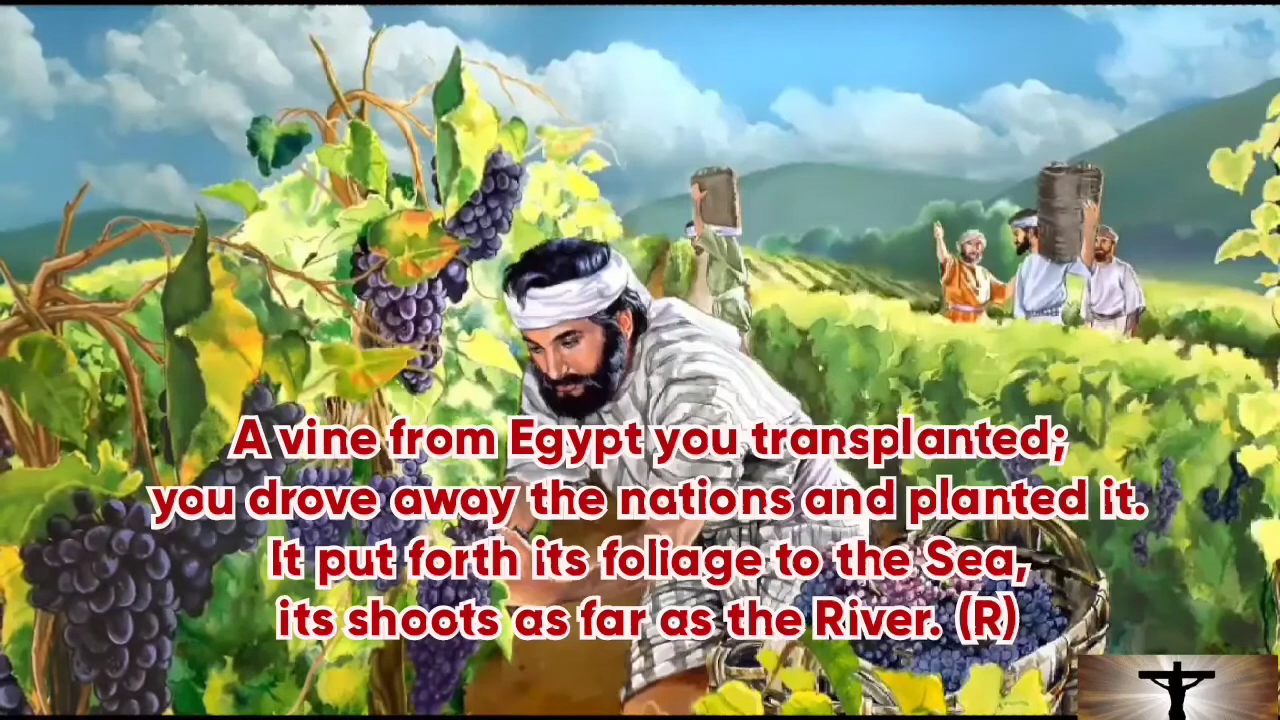 A vine from Egypt you transplanted;
you drove away the nations and planted it.
It put forth its foliage to the Sea,
its shoots as far as the River. (R)